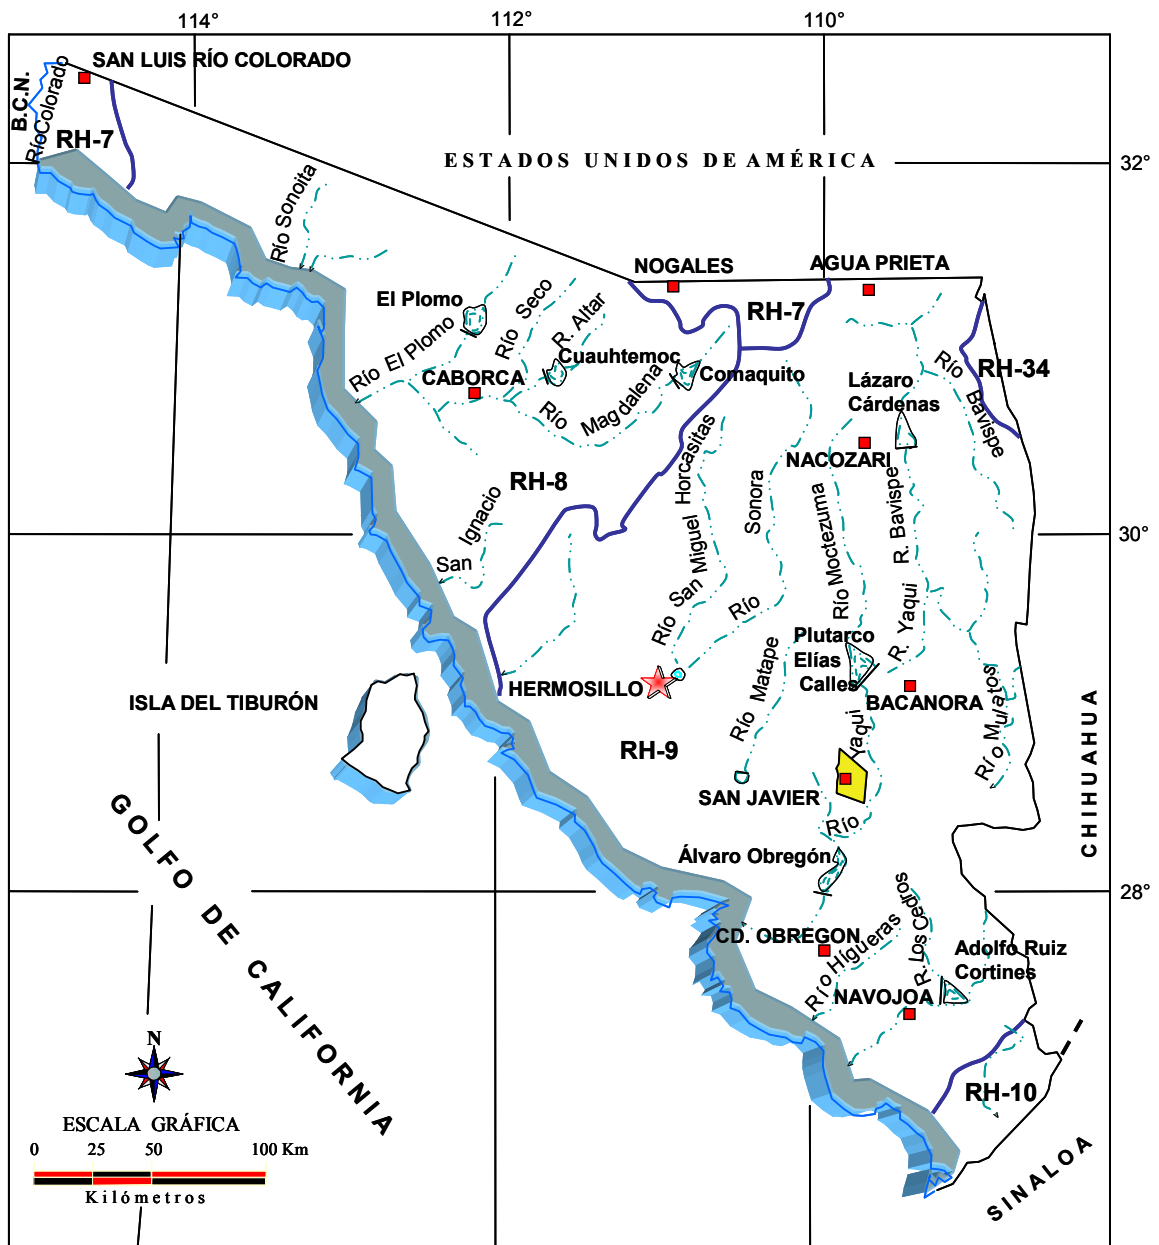 114°
112°
110°
SAN LUIS RÍO COLORADO
B.C.N.
RíoColorado
RH-7
ESTADOS UNIDOS DE AMÉRICA
32°
Río Sonoita
NOGALES
AGUA PRIETA
El Plomo
Río Seco
R. Altar
RH-7
Río El Plomo
Cuauhtemoc
Comaquito
CABORCA
Río Magdalena
Lázaro
Cárdenas
Río Bavispe
RH-34
NACOZARI
RH-8
Río San Miguel Horcasitas
Río Sonora
Río Moctezuma
R. Bavispe
San Ignacio
30°
R. Yaqui
Plutarco
Elías
Calles
Río Matape
HERMOSILLO
BACANORA
ISLA DEL TIBURÓN
RH-9
Río Yaqui
Río Mulatos
CHIHUAHUA
SAN JAVIER
Álvaro Obregón
28°
GOLFO DE CALIFORNIA
CD. OBREGON
Río Hígueras
R. Los Cedros
Adolfo Ruiz
Cortines
NAVOJOA
RH-10
SINALOA
N
ESCALA GRÁFICA
0 25 50 100 Km
Kilómetros